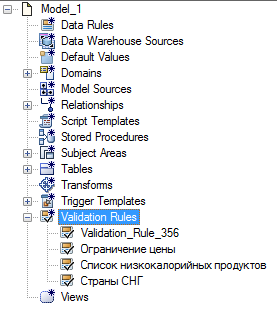 Model_1
Data Rules
Data Warehouse Sources
Default Values
Domains
Model Sources
Relationships
Script Templates
Stored Procedures
Subject Areas
Tables
Transforms
Trigger Templates
Validation Rules
Validation_Rule_356
Ограничение цены
Список низкокалорийных продуктов
Страны СНГ
Views